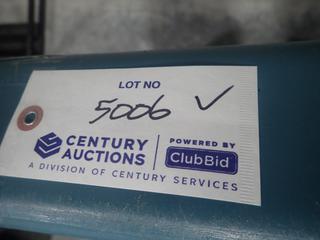 LOT NO
5006 ✓
CENTURY AUCTIONS
POWERED BY
ClubBid
A DIVISION OF CENTURY SERVICES